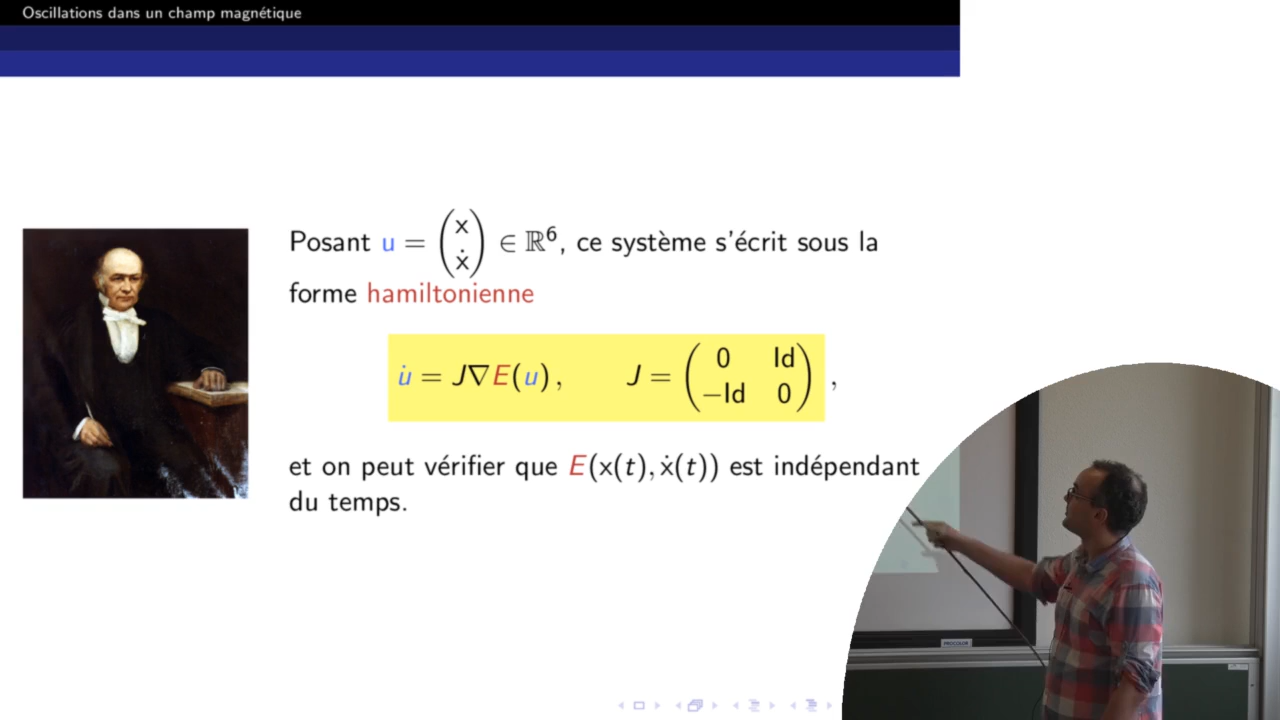 Oscillations dans un champ magnétique
Posant u = (x ẋ) ∈ ℝ⁶, ce système s'écrit sous la
forme hamiltonienne
u̇ = J∇E(u), J = (0 Id −Id 0),
et on peut vérifier que E(x(t), ẋ(t)) est indépendant
du temps.
PROCOLOR